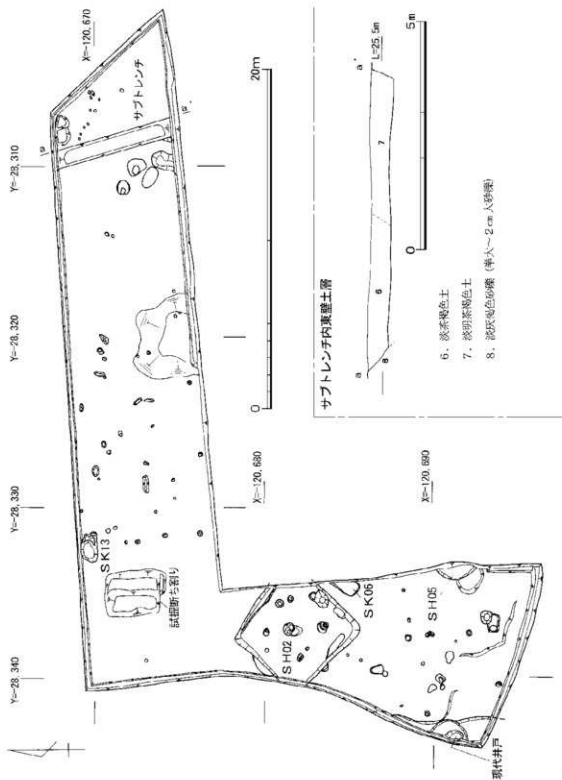 Y=-28,340
Y=-28,330
Y=-28,320
Y=-28,310
X=-120,670
X=-120,680
X=-120,690
サブトレンチ
a
a'
SK13
試掘断ち割り
SH02
SK06
SH05
現代井戸
0
20m
サブトレンチ内東壁土層
a
a'
L=25.5m
6
7
8
0
5m
6. 淡茶褐色土
7. 淡明茶褐色土
8. 淡灰褐色砂礫 (拳大～2cm大砂礫)